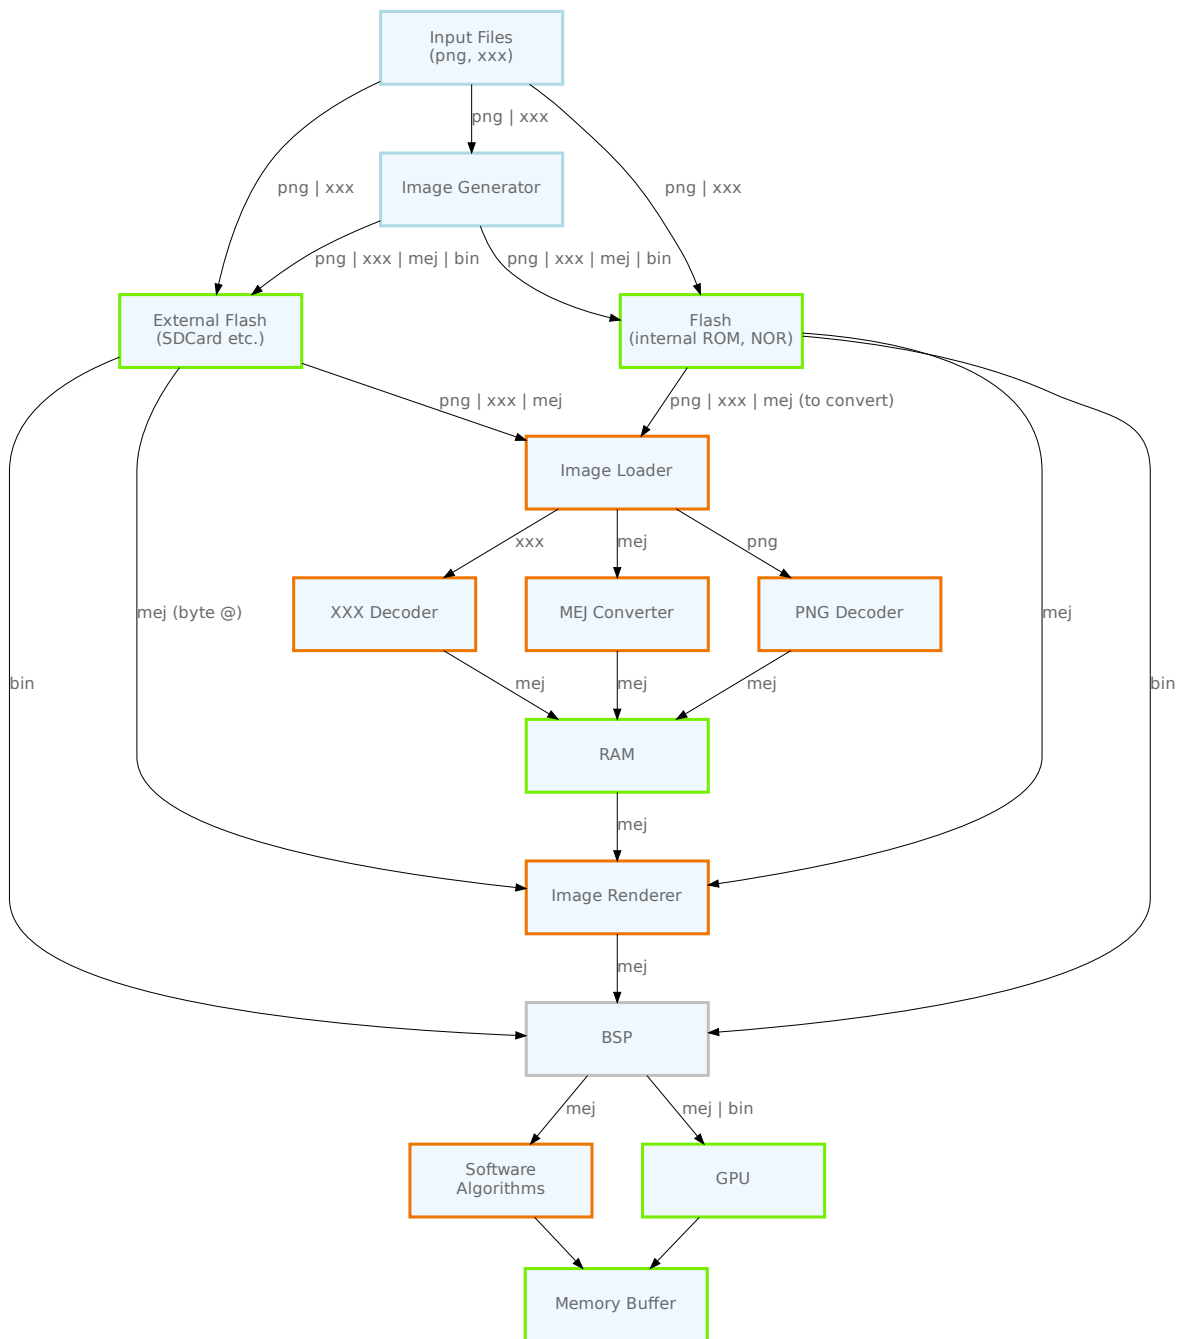 Input Files
(png, xxx)
png | xxx
Image Generator
png | xxx
png | xxx
png | xxx | mej | bin
png | xxx | mej | bin
External Flash
(SDCard etc.)
Flash
(internal ROM, NOR)
png | xxx | mej
png | xxx | mej (to convert)
Image Loader
xxx
mej
png
XXX Decoder
MEJ Converter
PNG Decoder
mej (byte @)
mej
bin
mej
mej
mej
bin
RAM
mej
Image Renderer
mej
BSP
mej
mej | bin
Software
Algorithms
GPU
Memory Buffer